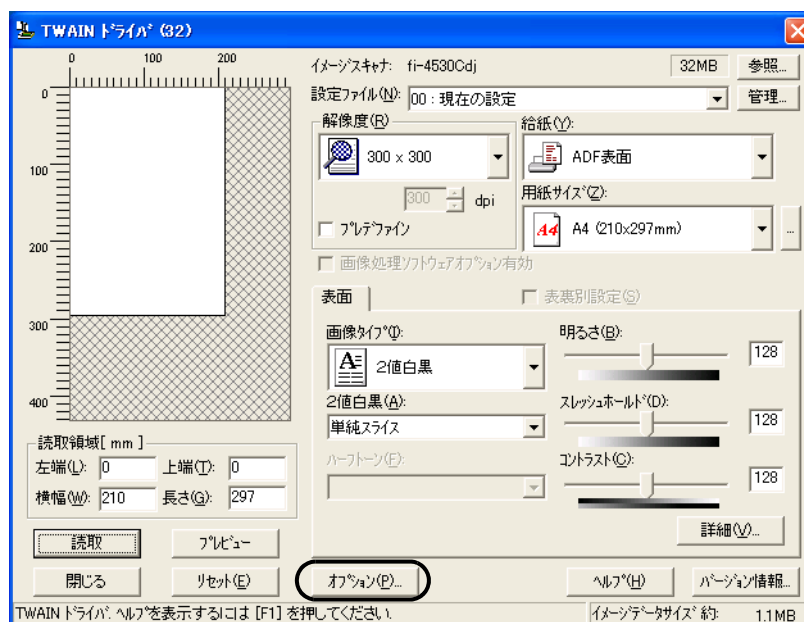 TWAIN ﾄﾞﾗｲﾊﾞ (32)
0 100 200
0
100
200
300
400
ｲﾒｰｼﾞｽｷｬﾅ: fi-4530Cdj 32MB 参照...
設定ﾌｧｲﾙ(N): 00 : 現在の設定 管理...
解像度(R)
300 x 300
300 dpi
ﾌﾟﾚﾃﾞﾌｧｲﾝ
給紙(Y):
ADF表面
用紙ｻｲｽﾞ(Z):
A4 A4 (210x297mm) ...
画像処理ｿﾌﾄｳｪｱｵﾌﾟｼｮﾝ有効
表面 表裏別設定(S)
画像ﾀｲﾌﾟ(I):
A 2値白黒
2値白黒(A):
単純ｽﾗｲｽ
ﾊｰﾌﾄｰﾝ(F):
明るさ(B):
128
ｽﾚｯｼｭﾎｰﾙﾄﾞ(D):
128
ｺﾝﾄﾗｽﾄ(C):
128
詳細(V)...
読取領域[ mm ]
左端(L): 0 上端(T): 0
横幅(W): 210 長さ(G): 297
読取 ﾌﾟﾚﾋﾞｭｰ
閉じる ﾘｾｯﾄ(E) ｵﾌﾟｼｮﾝ(P)... ﾍﾙﾌﾟ(H) ﾊﾞｰｼﾞｮﾝ情報...
TWAIN ﾄﾞﾗｲﾊﾞ. ﾍﾙﾌﾟを表示するには [F1] を押してください. ｲﾒｰｼﾞﾃﾞｰﾀｻｲｽﾞ約: 1.1MB